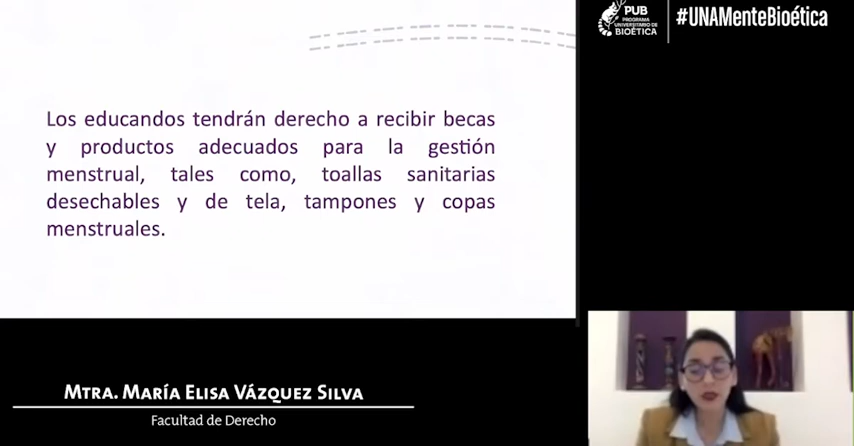 PUB
PROGRAMA
UNIVERSITARIO DE
BIOÉTICA
#UNAMenteBioética
Los educandos tendrán derecho a recibir becas
y productos adecuados para la gestión
menstrual, tales como, toallas sanitarias
desechables y de tela, tampones y copas
menstruales.
MTRA. MARÍA ELISA VÁZQUEZ SILVA
Facultad de Derecho